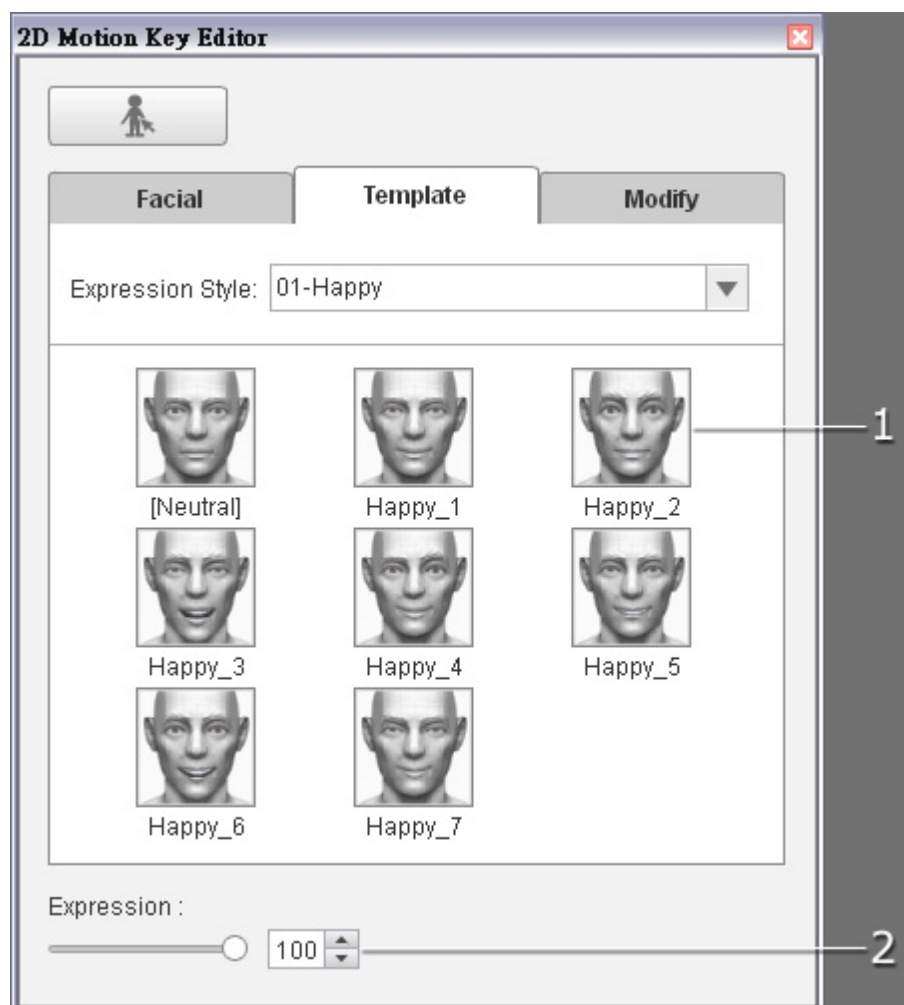 2D Motion Key Editor
Facial Template Modify
Expression Style: 01-Happy
1
[Neutral] Happy_1 Happy_2
Happy_3 Happy_4 Happy_5
Happy_6 Happy_7
Expression :
100
2